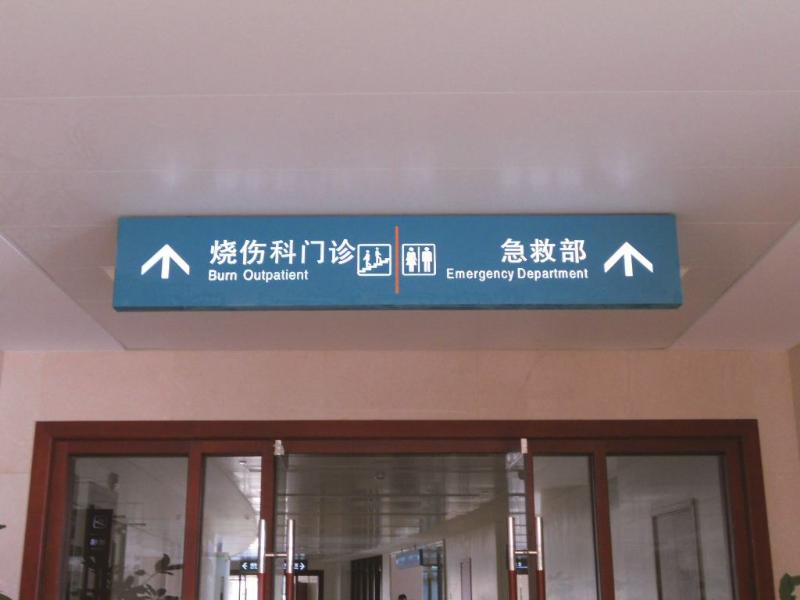 烧伤科门诊
Burn Outpatient
急救部
Emergency Department